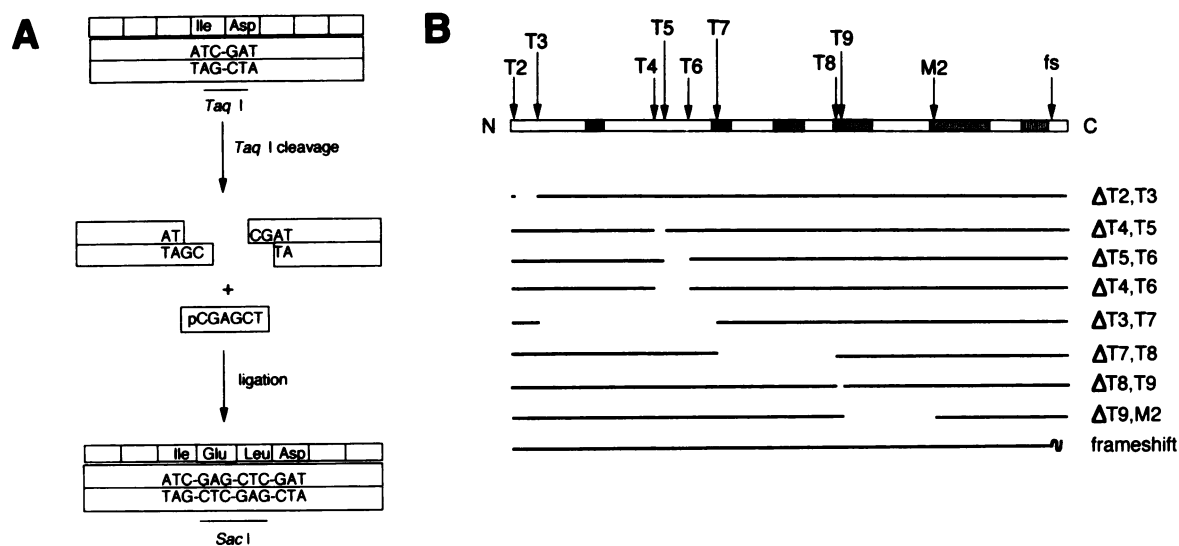 A
Ile Asp
ATC-GAT
TAG-CTA
Taq I
Taq I cleavage
AT
TAGC
CGAT
TA
+
pCGAGCT
ligation
Ile Glu Leu Asp
ATC-GAG-CTC-GAT
TAG-CTC-GAG-CTA
Sac I
B
T2 T3 T4 T5 T6 T7 T8 T9 M2 fs
N C
ΔT2,T3
ΔT4,T5
ΔT5,T6
ΔT4,T6
ΔT3,T7
ΔT7,T8
ΔT8,T9
ΔT9,M2
frameshift